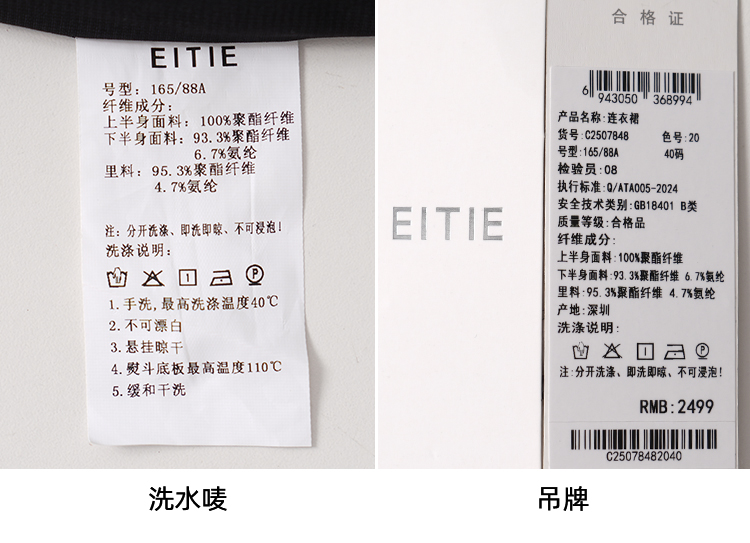 EITIE
号型：165/88A
纤维成分：
上半身面料：100%聚酯纤维
下半身面料：93.3%聚酯纤维
6.7%氨纶
里料：95.3%聚酯纤维
4.7%氨纶
注：分开洗涤、即洗即晾、不可浸泡！
洗涤说明：
1.手洗,最高洗涤温度40℃
2.不可漂白
3.悬挂晾干
4.熨斗底板最高温度110℃
5.缓和干洗
洗水唛
EITIE
合格证
6 943050 368994
产品名称:连衣裙
货号:C2507848 色号:20
号型:165/88A 40码
检验员:08
执行标准:Q/ATA005-2024
安全技术类别:GB18401 B类
质量等级:合格品
纤维成分:
上半身面料:100%聚酯纤维
下半身面料:93.3%聚酯纤维 6.7%氨纶
里料:95.3%聚酯纤维 4.7%氨纶
产地:深圳
洗涤说明:
P
注:分开洗涤、即洗即晾、不可浸泡!
RMB:2499
C25078482040
吊牌